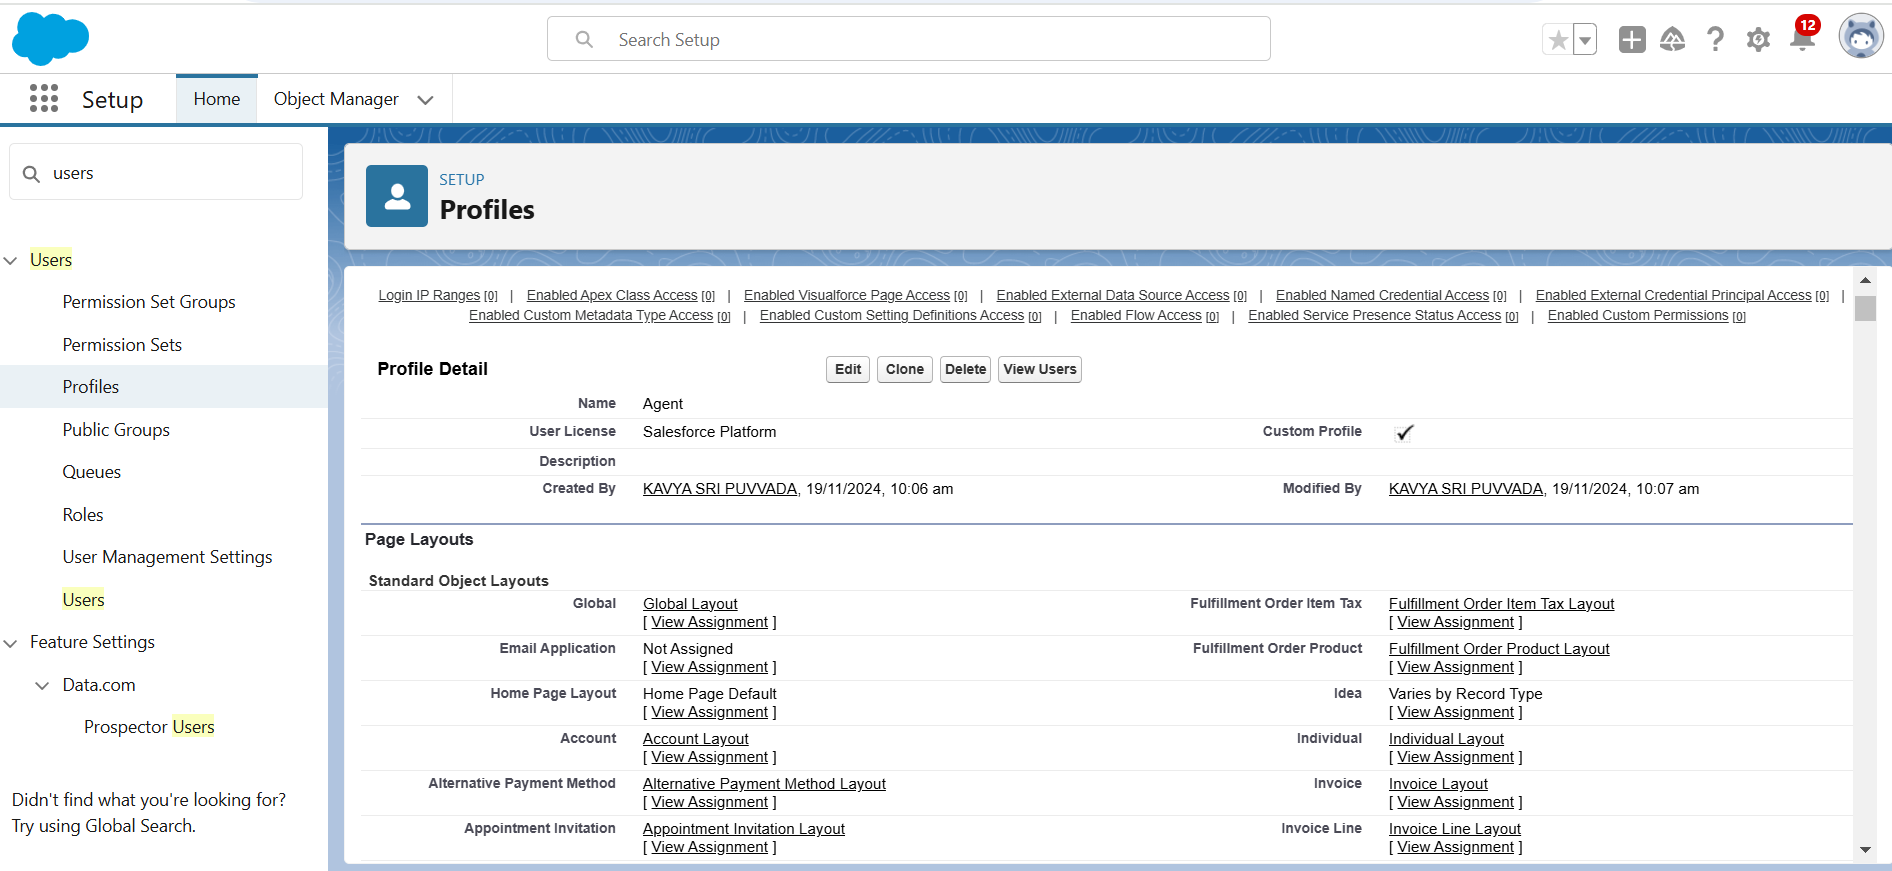 Search Setup
12
Setup
Home
Object Manager
users
Users
Permission Set Groups
Permission Sets
Profiles
Public Groups
Queues
Roles
User Management Settings
Users
Feature Settings
Data.com
Prospector Users
Didn't find what you're looking for?
Try using Global Search.
SETUP
Profiles
Login IP Ranges [0] | Enabled Apex Class Access [0] | Enabled Visualforce Page Access [0] | Enabled External Data Source Access [0] | Enabled Named Credential Access [0] | Enabled External Credential Principal Access [0] |
Enabled Custom Metadata Type Access [0] | Enabled Custom Setting Definitions Access [0] | Enabled Flow Access [0] | Enabled Service Presence Status Access [0] | Enabled Custom Permissions [0]
Profile Detail Edit Clone Delete View Users
Name Agent
User License Salesforce Platform Custom Profile
Description
Created By KAVYA SRI PUVVADA, 19/11/2024, 10:06 am Modified By KAVYA SRI PUVVADA, 19/11/2024, 10:07 am
Page Layouts
Standard Object Layouts
Global Global Layout Fulfillment Order Item Tax Fulfillment Order Item Tax Layout
[ View Assignment ] [ View Assignment ]
Email Application Not Assigned Fulfillment Order Product Fulfillment Order Product Layout
[ View Assignment ] [ View Assignment ]
Home Page Layout Home Page Default Idea Varies by Record Type
[ View Assignment ] [ View Assignment ]
Account Account Layout Individual Individual Layout
[ View Assignment ] [ View Assignment ]
Alternative Payment Method Alternative Payment Method Layout Invoice Invoice Layout
[ View Assignment ] [ View Assignment ]
Appointment Invitation Appointment Invitation Layout Invoice Line Invoice Line Layout
[ View Assignment ] [ View Assignment ]